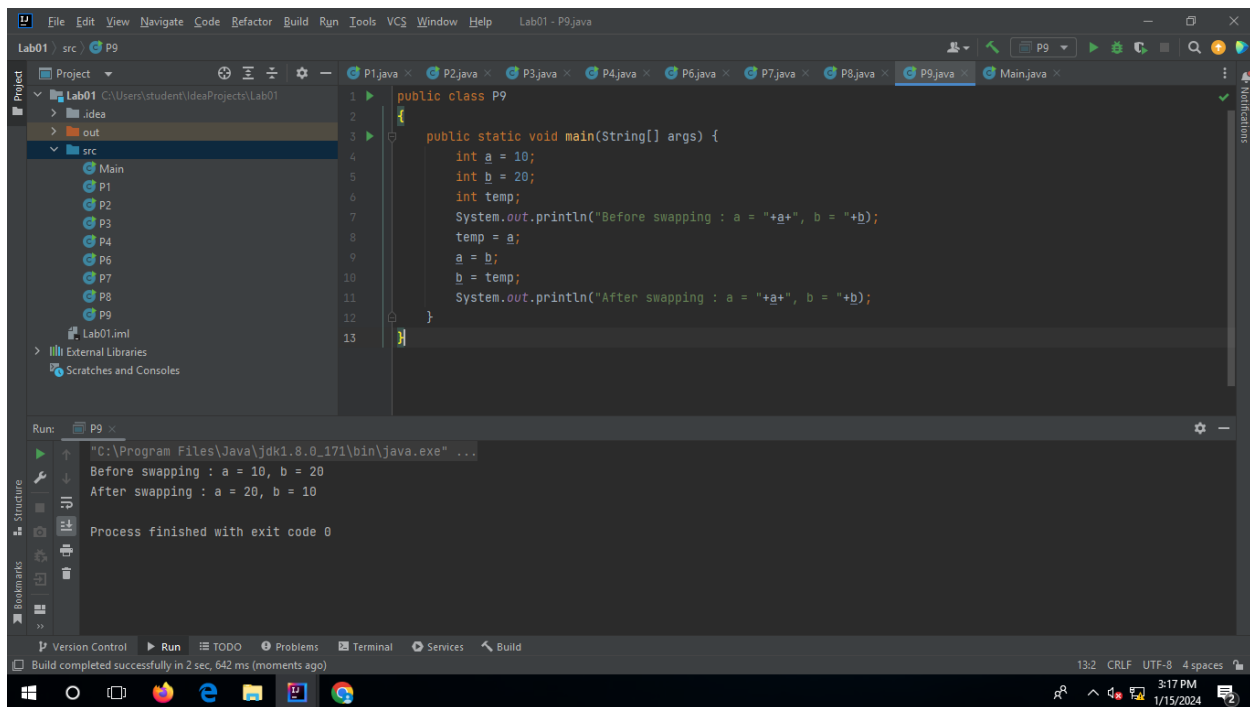 File Edit View Navigate Code Refactor Build Run Tools VCS Window Help Lab01 - P9.java
Lab01 src P9 P9
Project P1.java P2.java P3.java P4.java P6.java P7.java P8.java P9.java Main.java
Project
Notifications
Lab01 C:\Users\student\IdeaProjects\Lab01
.idea
out
src
Main
P1
P2
P3
P4
P6
P7
P8
P9
Lab01.iml
External Libraries
Scratches and Consoles
1 public class P9
2 {
3 public static void main(String[] args) {
4 int a = 10;
5 int b = 20;
6 int temp;
7 System.out.println("Before swapping : a = "+a+", b = "+b);
8 temp = a;
9 a = b;
10 b = temp;
11 System.out.println("After swapping : a = "+a+", b = "+b);
12 }
13 }
Run: P9
"C:\Program Files\Java\jdk1.8.0_171\bin\java.exe" ...
Before swapping : a = 10, b = 20
After swapping : a = 20, b = 10
Process finished with exit code 0
Structure
Bookmarks
Version Control Run TODO Problems Terminal Services Build
Build completed successfully in 2 sec, 642 ms (moments ago) 13:2 CRLF UTF-8 4 spaces
3:17 PM
1/15/2024
2